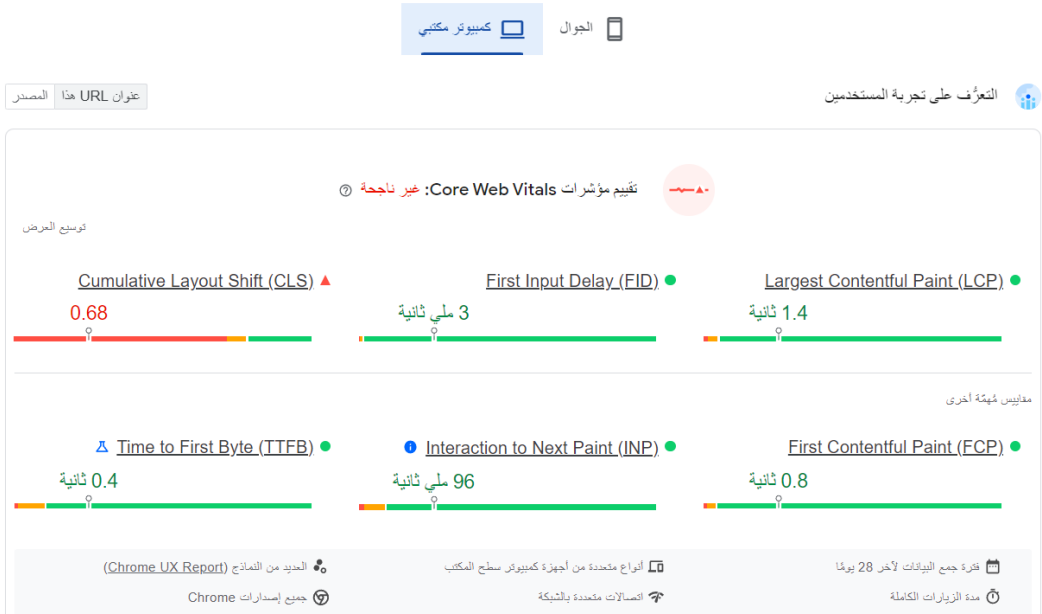 الجوال
كمبيوتر مكتبي
التعرُّف على تجربة المستخدمين
عنوان URL هذا
المصدر
تقييم مؤشرات Core Web Vitals: غير ناجحة
توسيع العرض
Largest Contentful Paint (LCP)
1.4 ثانية
First Input Delay (FID)
3 ملي ثانية
Cumulative Layout Shift (CLS)
0.68
مقاييس مُهمّة أخرى
First Contentful Paint (FCP)
0.8 ثانية
Interaction to Next Paint (INP)
96 ملي ثانية
Time to First Byte (TTFB)
0.4 ثانية
فترة جمع البيانات لآخر 28 يومًا
أنواع متعددة من أجهزة كمبيوتر سطح المكتب
العديد من النماذج (Chrome UX Report)
مدة الزيارات الكاملة
اتصالات متعددة بالشبكة
جميع إصدارات Chrome